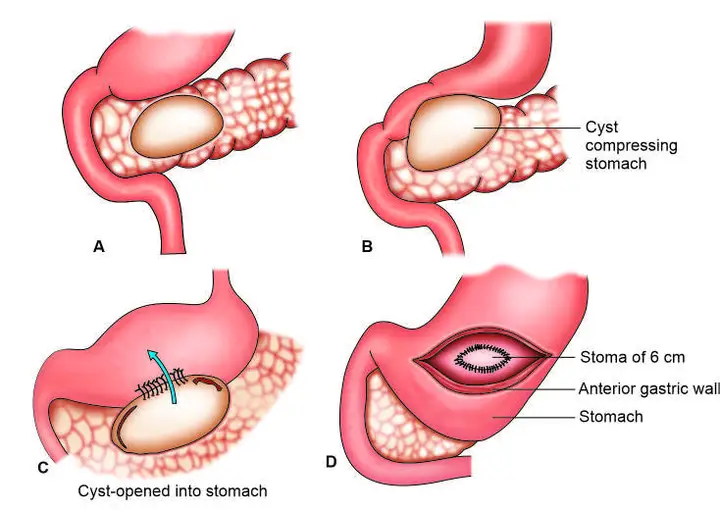 A
B
Cyst
compressing
stomach
C
Cyst-opened into stomach
D
Stoma of 6 cm
Anterior gastric wall
Stomach